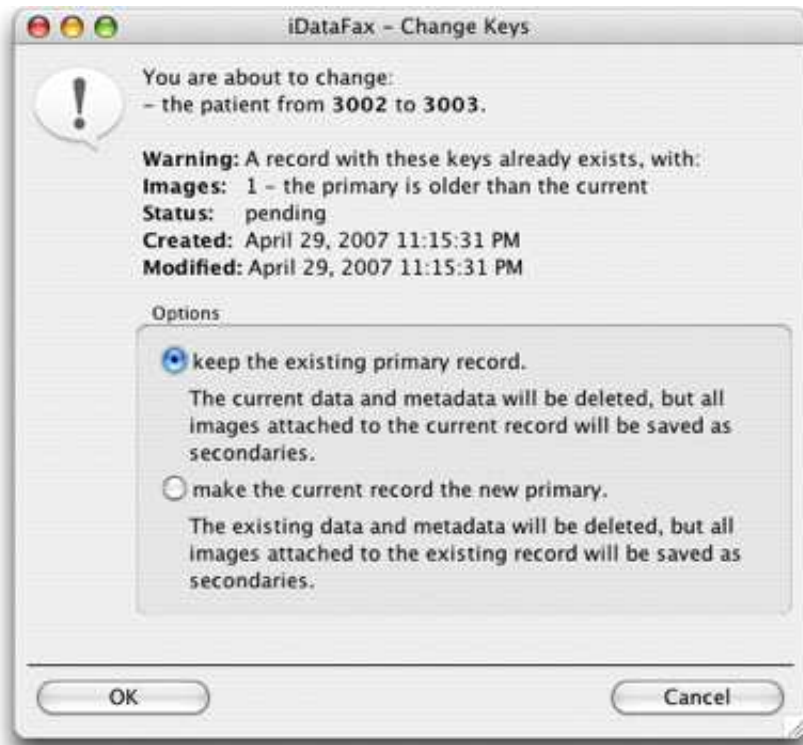 iDataFax – Change Keys
You are about to change:
– the patient from 3002 to 3003.
Warning: A record with these keys already exists, with:
Images: 1 – the primary is older than the current
Status: pending
Created: April 29, 2007 11:15:31 PM
Modified: April 29, 2007 11:15:31 PM
Options
keep the existing primary record.
The current data and metadata will be deleted, but all
images attached to the current record will be saved as
secondaries.
make the current record the new primary.
The existing data and metadata will be deleted, but all
images attached to the existing record will be saved as
secondaries.
OK Cancel